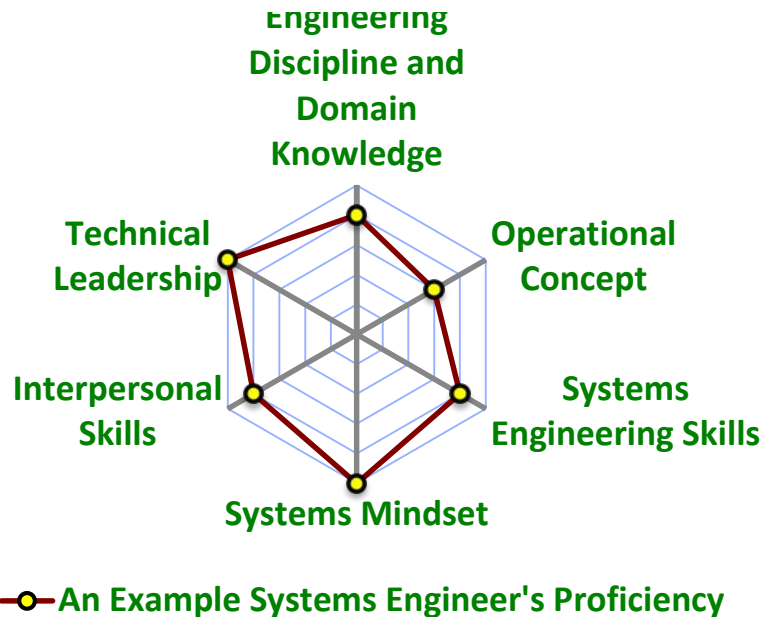 Engineering
Discipline and
Domain
Knowledge
Technical
Leadership
Operational
Concept
Interpersonal
Skills
Systems
Engineering Skills
Systems Mindset
An Example Systems Engineer's Proficiency